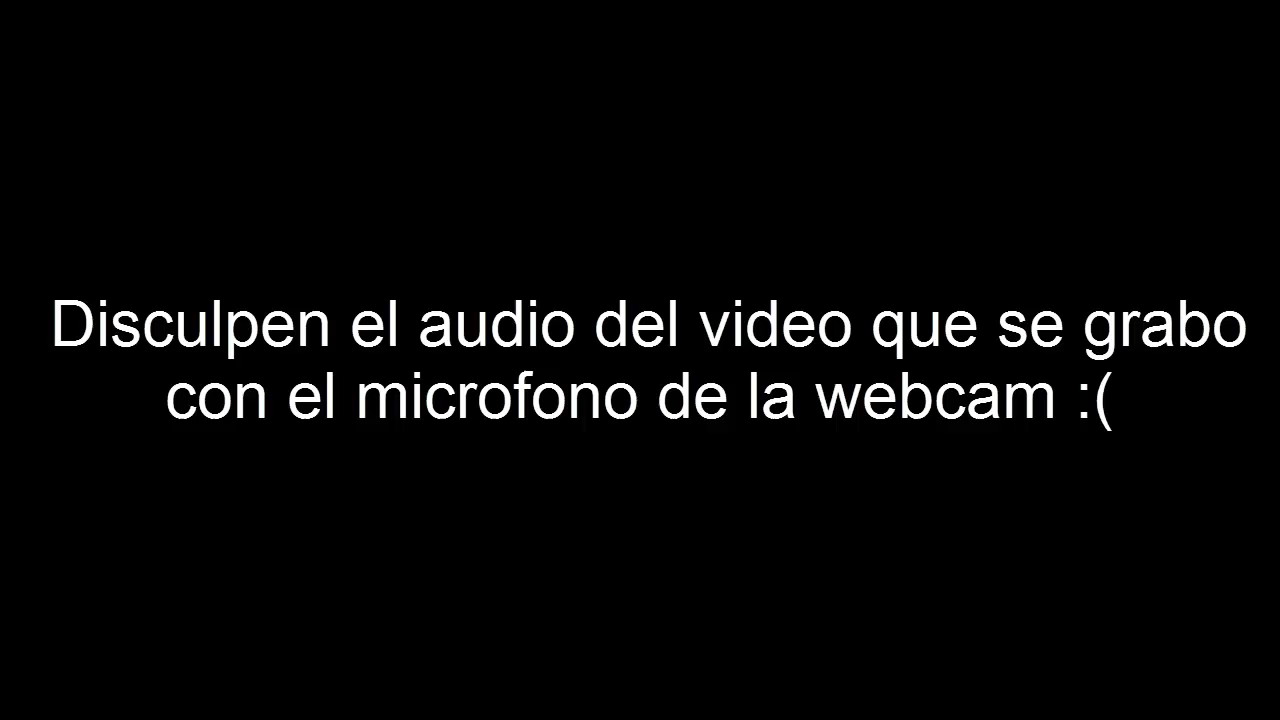 Disculpen el audio del video que se grabo
con el microfono de la webcam :(